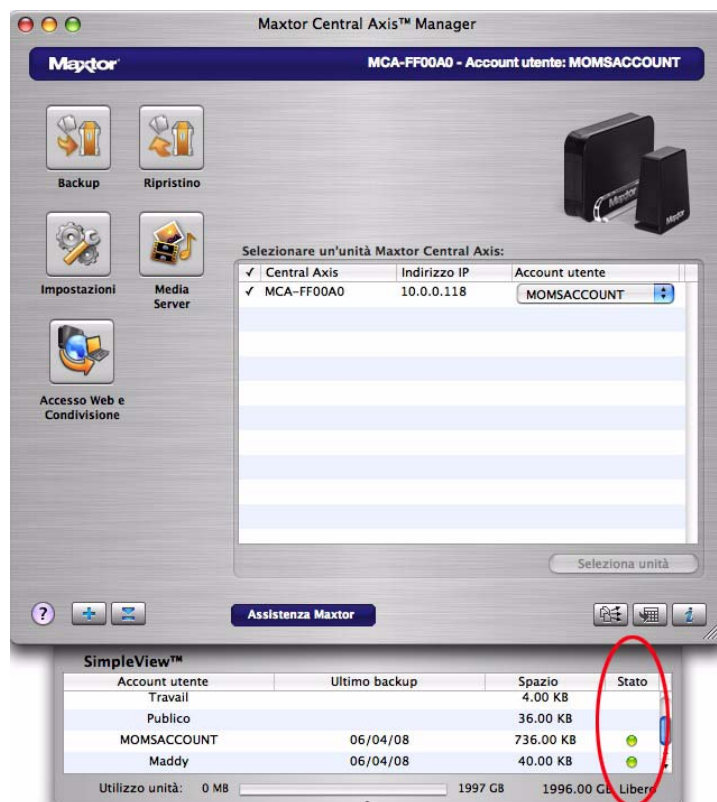 Maxtor Central Axis™ Manager
Maxtor
MCA-FF00A0 - Account utente: MOMSACCOUNT
Backup
Ripristino
Maxtor
Maxtor
Impostazioni
Media
Server
Accesso Web e
Condivisione
Selezionare un'unità Maxtor Central Axis:
✓ Central Axis Indirizzo IP Account utente
✓ MCA-FF00A0 10.0.0.118 MOMSACCOUNT
Seleziona unità
?
Assistenza Maxtor
i
SimpleView™
Account utente Ultimo backup Spazio Stato
Travail 4.00 KB
Publico 36.00 KB
MOMSACCOUNT 06/04/08 736.00 KB
Maddy 06/04/08 40.00 KB
Utilizzo unità: 0 MB 1997 GB 1996.00 GB Libero